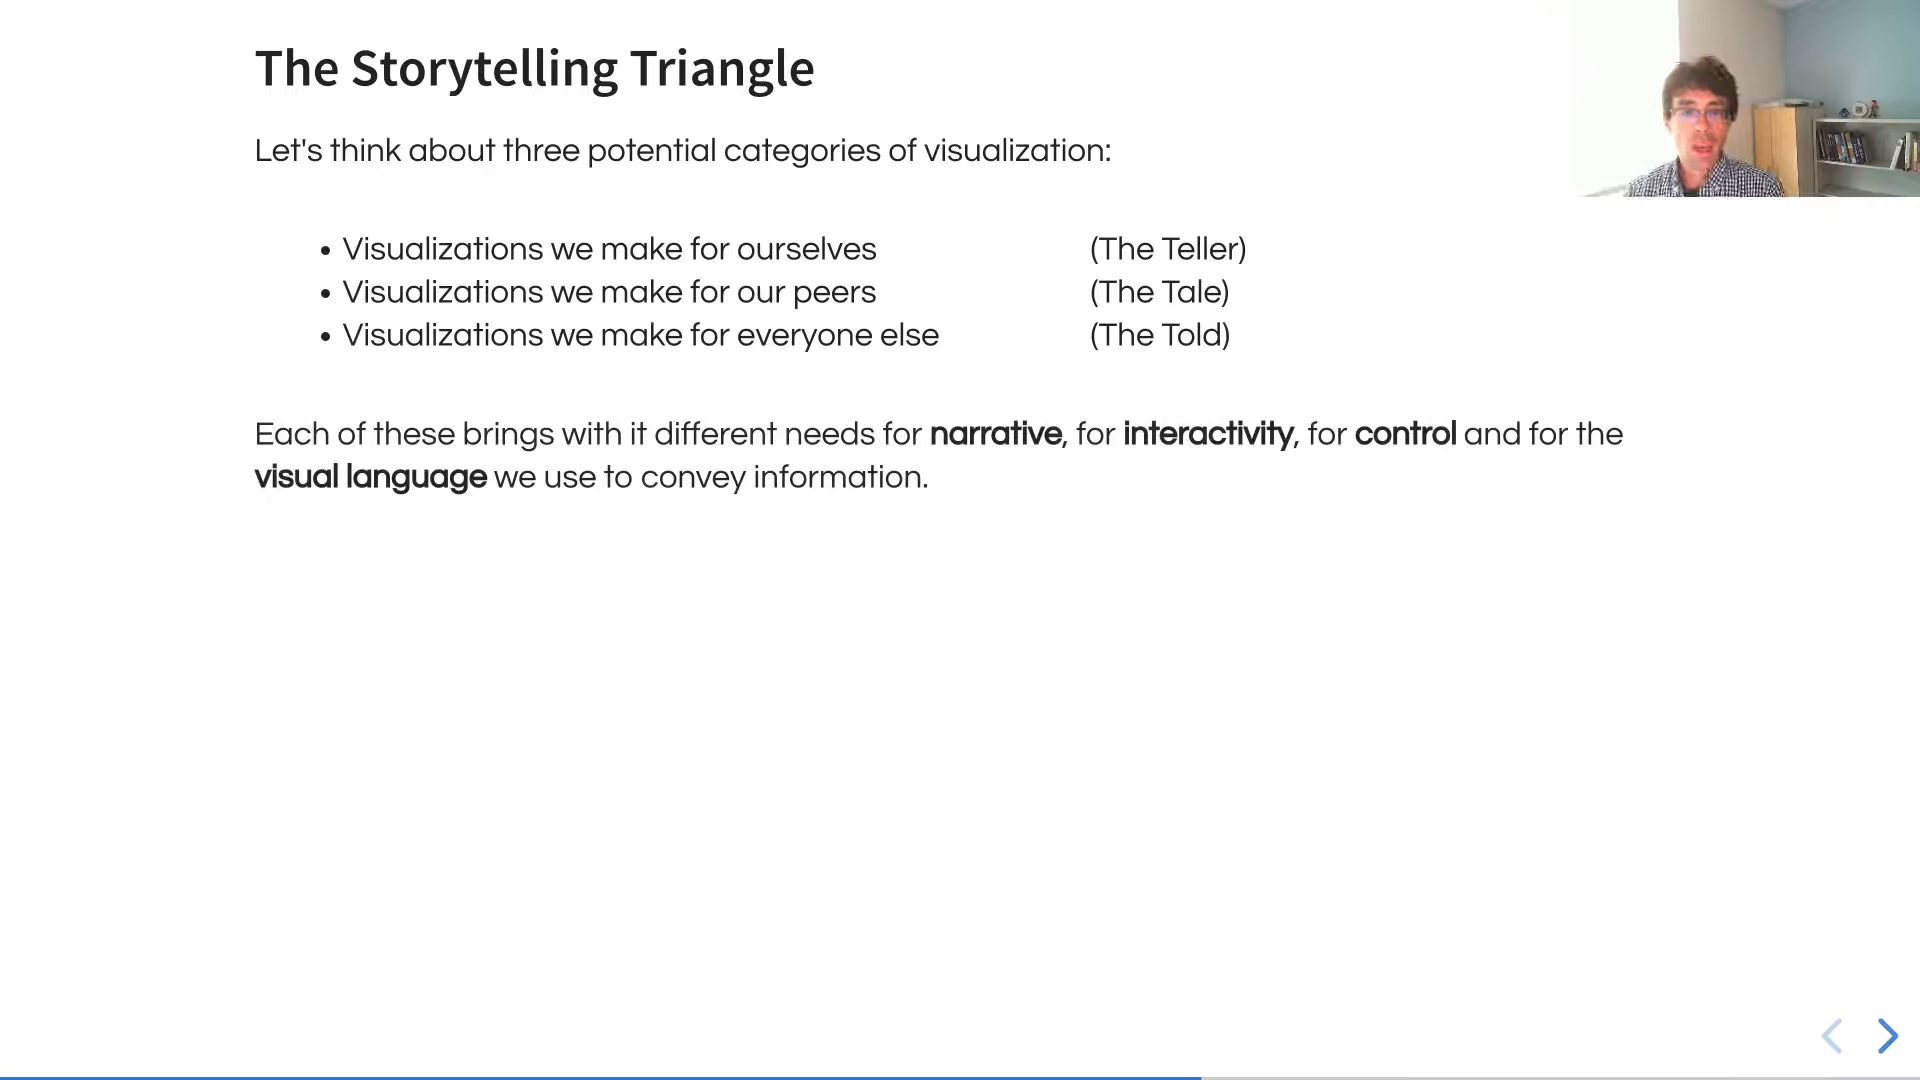 The Storytelling Triangle
Let's think about three potential categories of visualization:
• Visualizations we make for ourselves (The Teller)
• Visualizations we make for our peers (The Tale)
• Visualizations we make for everyone else (The Told)
Each of these brings with it different needs for narrative, for interactivity, for control and for the
visual language we use to convey information.